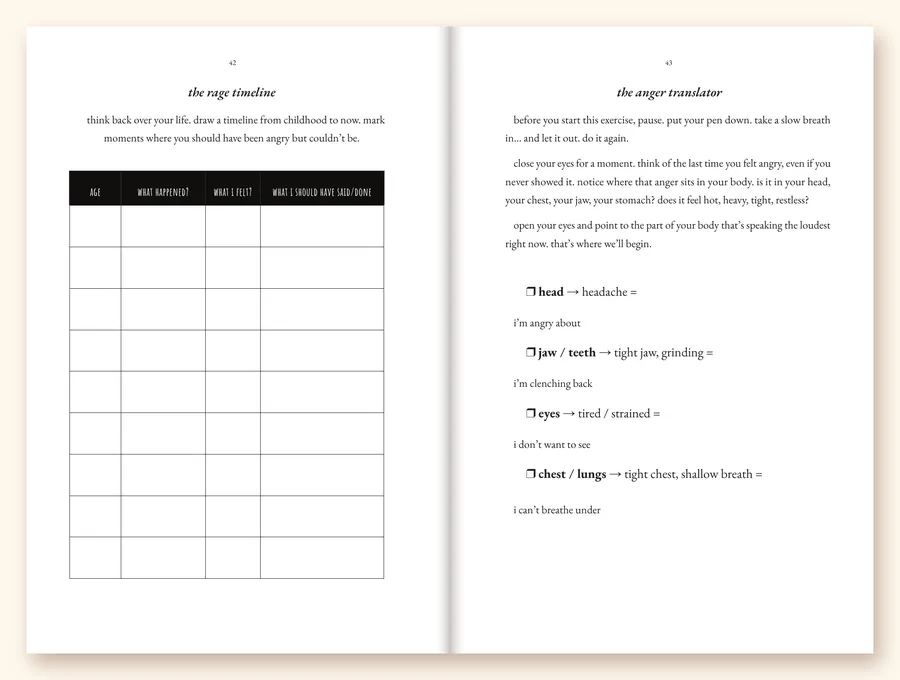 42
the rage timeline
think back over your life. draw a timeline from childhood to now. mark
moments where you should have been angry but couldn't be.
AGE WHAT HAPPENED? WHAT I FELT? WHAT I SHOULD HAVE SAID/DONE
43
the anger translator
before you start this exercise, pause. put your pen down. take a slow breath
in... and let it out. do it again.
close your eyes for a moment. think of the last time you felt angry, even if you
never showed it. notice where that anger sits in your body. is it in your head,
your chest, your jaw, your stomach? does it feel hot, heavy, tight, restless?
open your eyes and point to the part of your body that's speaking the loudest
right now. that's where we'll begin.
❒ head → headache =
i'm angry about
❒ jaw / teeth → tight jaw, grinding =
i'm clenching back
❒ eyes → tired / strained =
i don't want to see
❒ chest / lungs → tight chest, shallow breath =
i can't breathe under